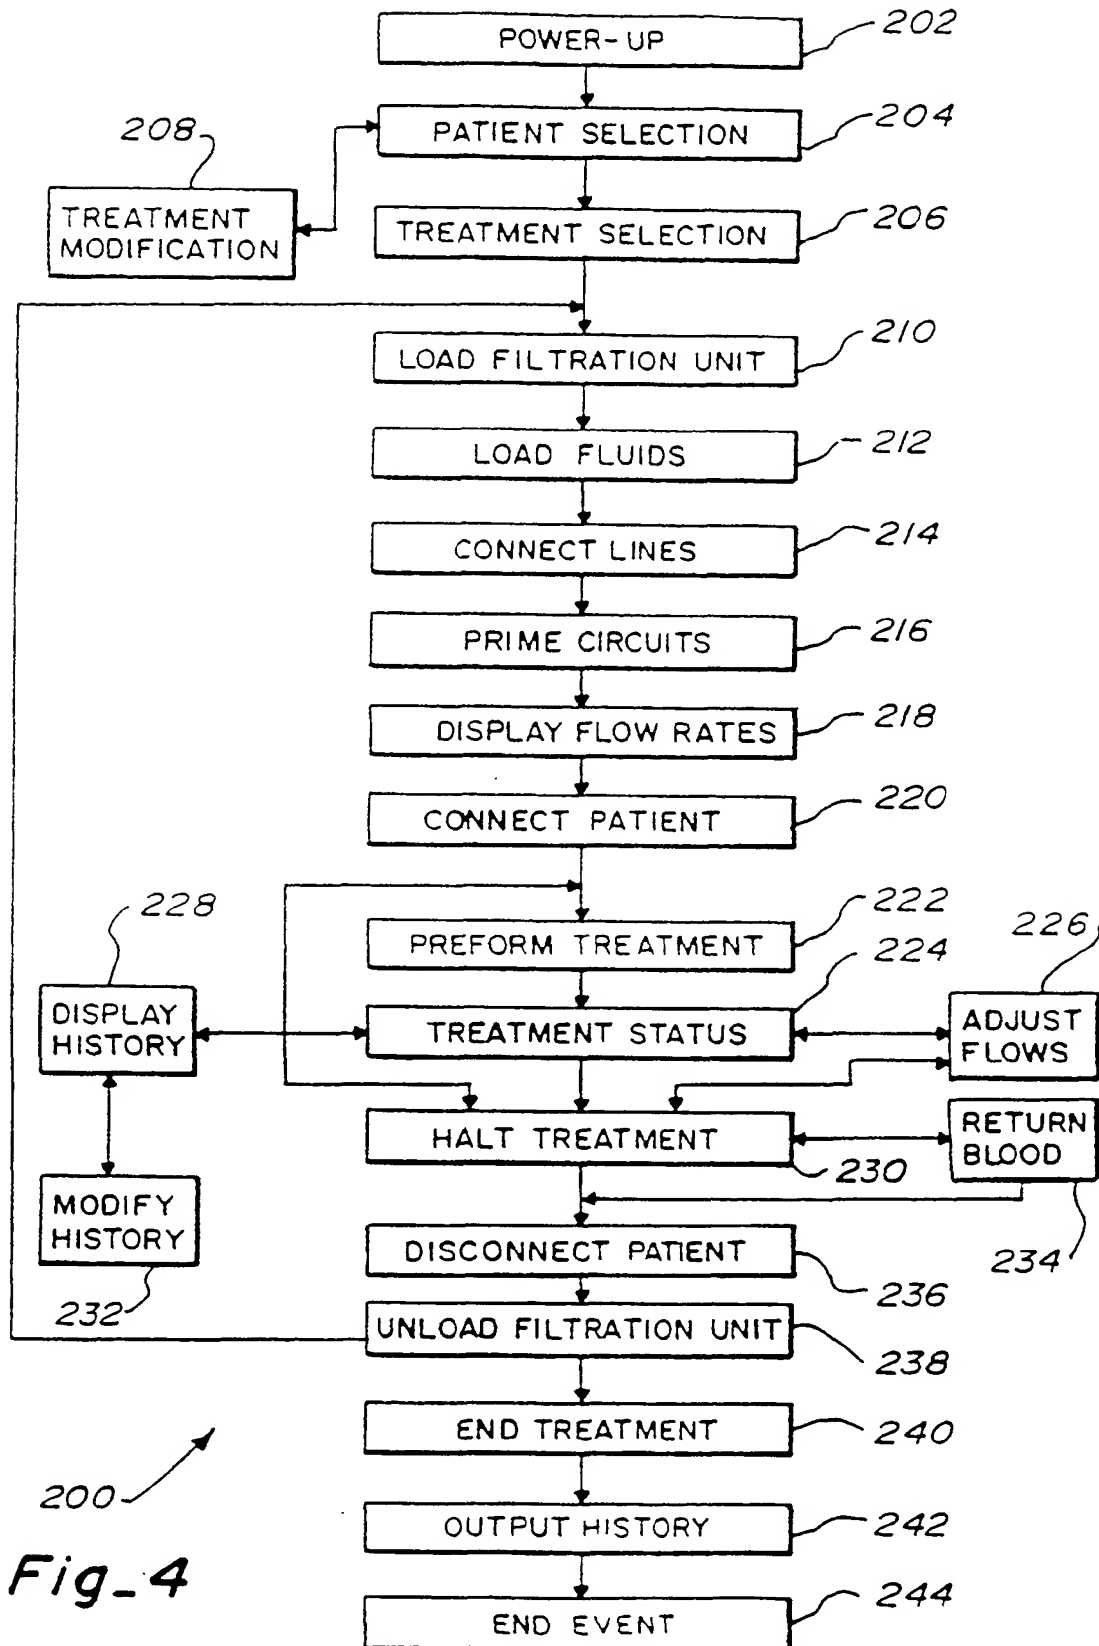 POWER-UP
202
PATIENT SELECTION
204
208
TREATMENT
MODIFICATION
TREATMENT SELECTION
206
LOAD FILTRATION UNIT
210
LOAD FLUIDS
212
CONNECT LINES
214
PRIME CIRCUITS
216
DISPLAY FLOW RATES
218
CONNECT PATIENT
220
228
PREFORM TREATMENT
222
226
DISPLAY
HISTORY
TREATMENT STATUS
224
ADJUST
FLOWS
HALT TREATMENT
230
RETURN
BLOOD
234
MODIFY
HISTORY
232
DISCONNECT PATIENT
236
UNLOAD FILTRATION UNIT
238
END TREATMENT
240
200
OUTPUT HISTORY
242
Fig_4
END EVENT
244